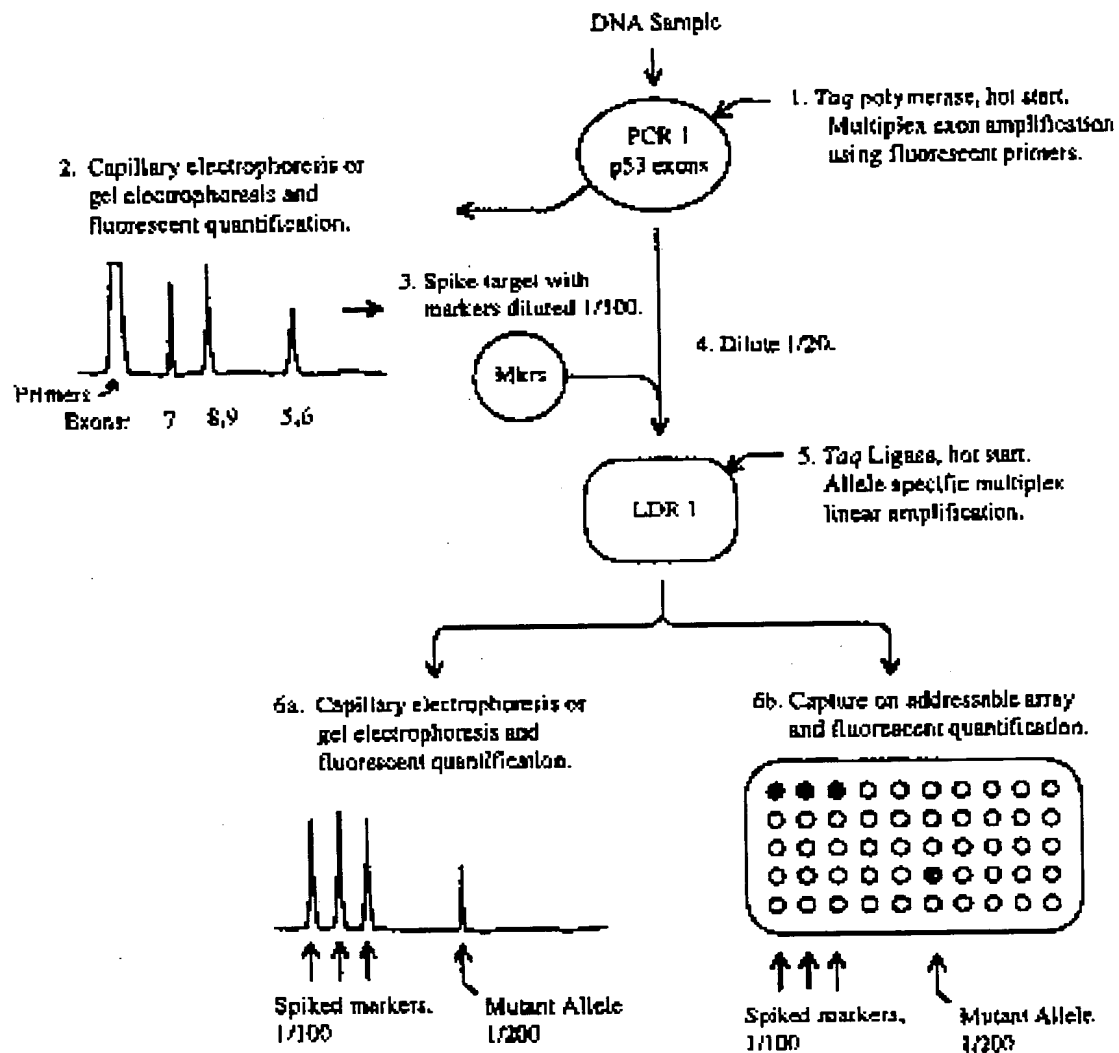 DNA Sample
1. Taq polymerase, hot start.
Multiplex exon amplification
using fluorescent primers.
PCR 1
p53 exons
2. Capillary electrophoresis or
gel electrophoresis and
fluorescent quantification.
3. Spike target with
markers diluted 1/100.
4. Dilute 1/20.
Mkrs
Primers
Exons:
7
8,9
5,6
5. Taq Ligase, hot start.
Allele specific multiplex
linear amplification.
LDR 1
6a. Capillary electrophoresis or
gel electrophoresis and
fluorescent quantification.
6b. Capture on addressable array
and fluorescent quantification.
Spiked markers,
1/100
Mutant Allele
1/200
Spiked markers,
1/100
Mutant Allele
1/200